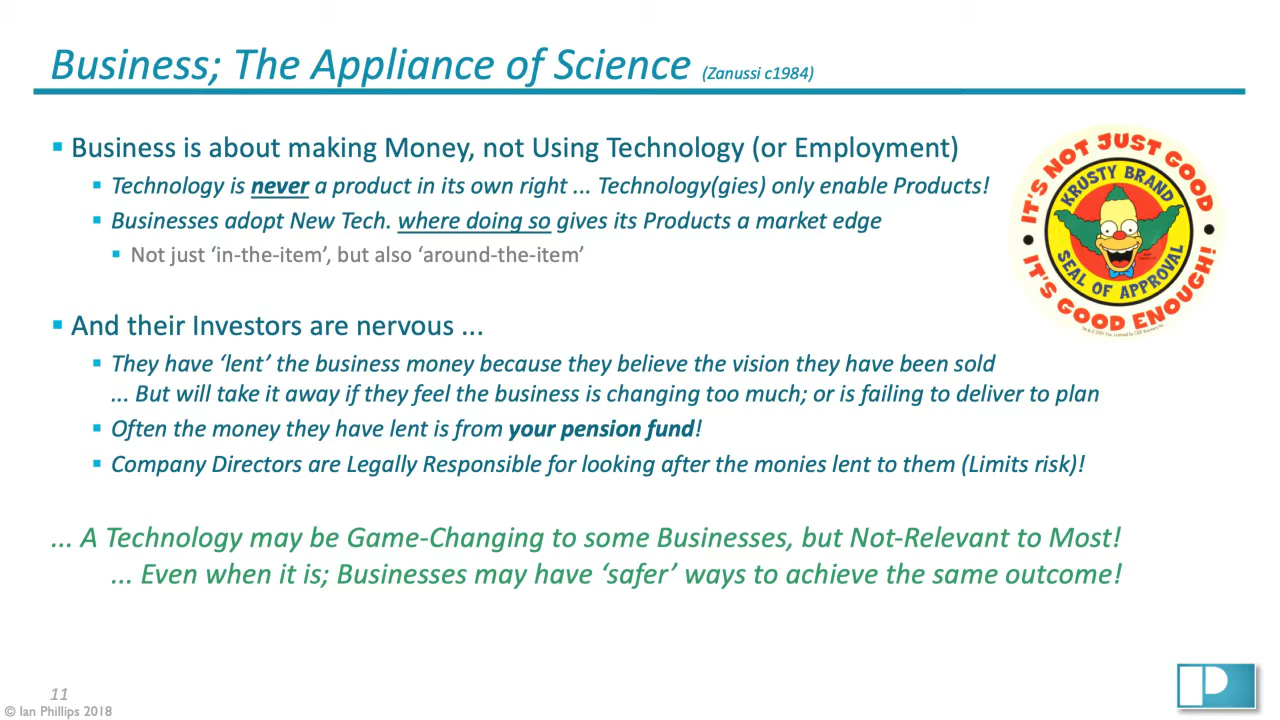 Business; The Appliance of Science (Zanussi c1984)
Business is about making Money, not Using Technology (or Employment)
Technology is never a product in its own right ... Technology(gies) only enable Products!
Businesses adopt New Tech. where doing so gives its Products a market edge
Not just ‘in-the-item’, but also ‘around-the-item’
IT'S NOT JUST GOOD
KRUSTY BRAND
SEAL OF APPROVAL
IT'S GOOD ENOUGH!
And their Investors are nervous ...
They have ‘lent’ the business money because they believe the vision they have been sold
... But will take it away if they feel the business is changing too much; or is failing to deliver to plan
Often the money they have lent is from your pension fund!
Company Directors are Legally Responsible for looking after the monies lent to them (Limits risk)!
... A Technology may be Game-Changing to some Businesses, but Not-Relevant to Most!
... Even when it is; Businesses may have ‘safer’ ways to achieve the same outcome!
11
© Ian Phillips 2018
P